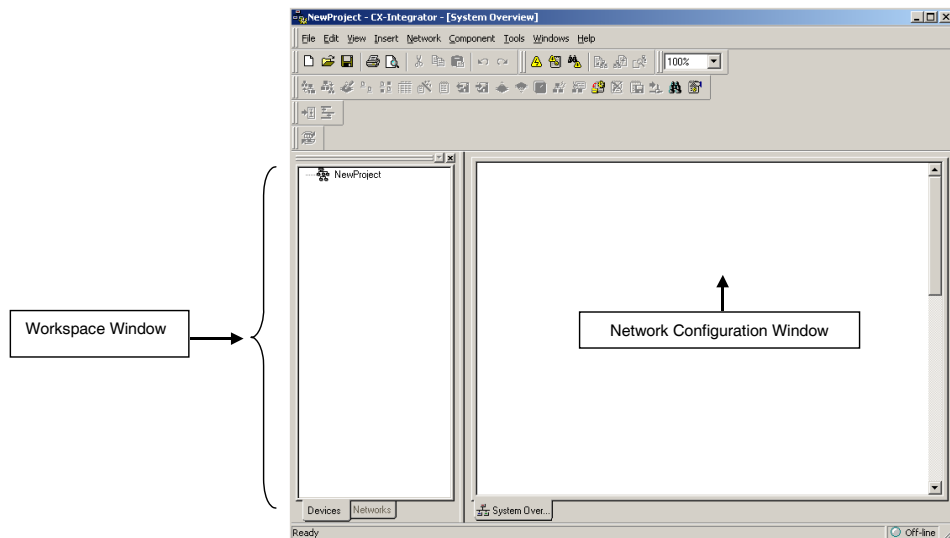 NewProject - CX-Integrator - [System Overview]
File Edit View Insert Network Component Tools Windows Help
100%
NewProject
Workspace Window
Network Configuration Window
Devices Networks
System Over...
Ready
Off-line